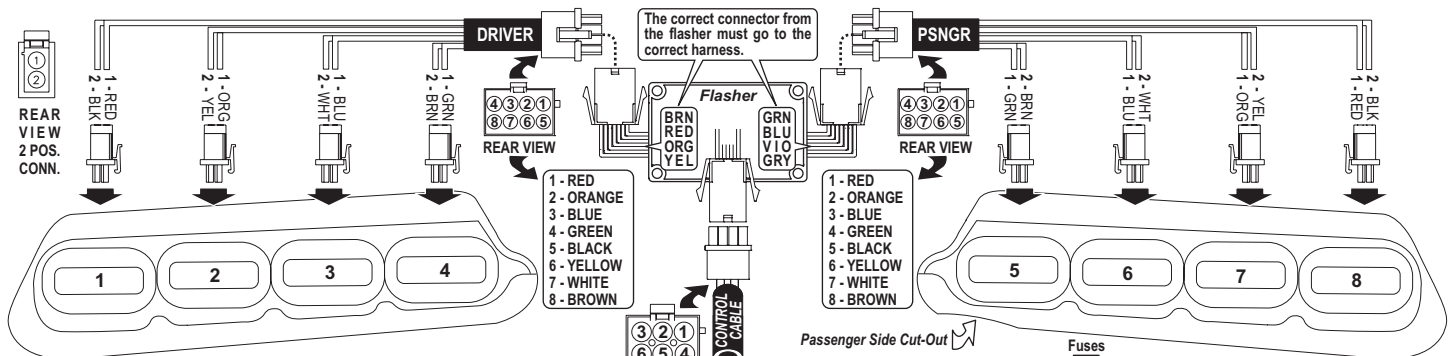 DRIVER
PSNGR
The correct connector from
the flasher must go to the
correct harness.
1
2
REAR
VIEW
2 POS.
CONN.
1 - RED
2 - BLK
1 - ORG
2 - YEL
1 - BLU
2 - WHT
1 - GRN
2 - BRN
4 3 2 1
8 7 6 5
REAR VIEW
Flasher
BRN
RED
ORG
YEL
GRN
BLU
VIO
GRY
4 3 2 1
8 7 6 5
REAR VIEW
2 - BRN
1 - GRN
2 - WHT
1 - BLU
2 - YEL
1 - ORG
2 - BLK
1 - RED
1 - RED
2 - ORANGE
3 - BLUE
4 - GREEN
5 - BLACK
6 - YELLOW
7 - WHITE
8 - BROWN
1 - RED
2 - ORANGE
3 - BLUE
4 - GREEN
5 - BLACK
6 - YELLOW
7 - WHITE
8 - BROWN
1
2
3
4
5
6
7
8
3 2 1
6 5 4
CONTROL
CABLE
Passenger Side Cut-Out
Fuses